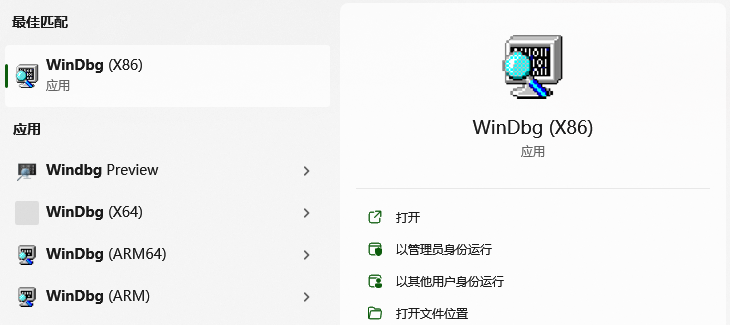 最佳匹配
WinDbg (X86)
应用
应用
Windbg Preview
WinDbg (X64)
WinDbg (ARM64)
WinDbg (ARM)
WinDbg (X86)
应用
打开
以管理员身份运行
以其他用户身份运行
打开文件位置